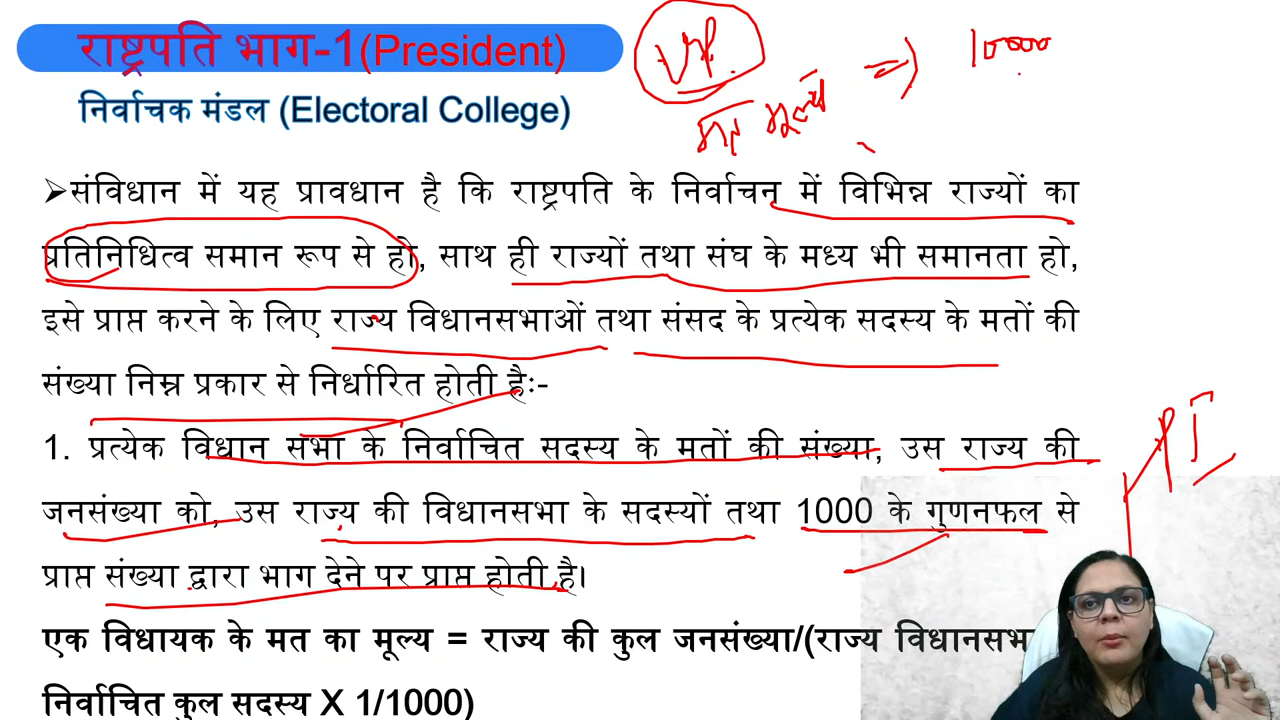 राष्ट्रपति भाग-1(President)
निर्वाचक मंडल (Electoral College)
➢संविधान में यह प्रावधान है कि राष्ट्रपति के निर्वाचन में विभिन्न राज्यों का
प्रतिनिधित्व समान रूप से हो, साथ ही राज्यों तथा संघ के मध्य भी समानता हो,
इसे प्राप्त करने के लिए राज्य विधानसभाओं तथा संसद के प्रत्येक सदस्य के मतों की
संख्या निम्न प्रकार से निर्धारित होती हैः-
1. प्रत्येक विधान सभा के निर्वाचित सदस्य के मतों की संख्या, उस राज्य की
जनसंख्या को, उस राज्य की विधानसभा के सदस्यों तथा 1000 के गुणनफल से
प्राप्त संख्या द्वारा भाग देने पर प्राप्त होती है।
एक विधायक के मत का मूल्य = राज्य की कुल जनसंख्या/(राज्य विधानसभ
निर्वाचित कुल सदस्य X 1/1000)
मत मूल्य ⇒ 10000